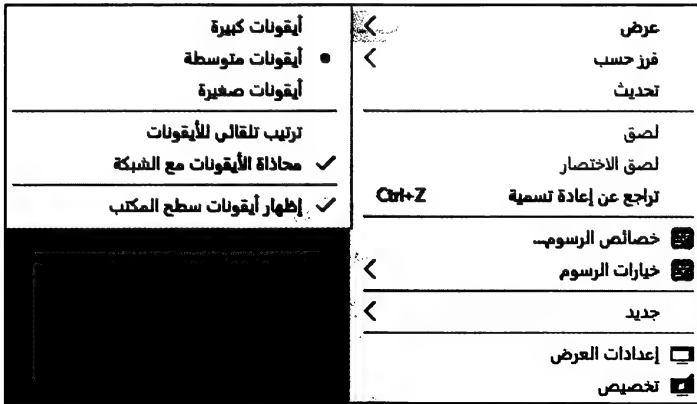 عرض
فرز حسب
تحديث
لصق
لصق الاختصار
تراجع عن إعادة تسمية Ctrl+Z
خصائص الرسوم...
خيارات الرسوم
جديد
إعدادات العرض
تخصيص
أيقونات كبيرة
أيقونات متوسطة
أيقونات صغيرة
ترتيب تلقائي للأيقونات
محاذاة الأيقونات مع الشبكة
إظهار أيقونات سطح المكتب